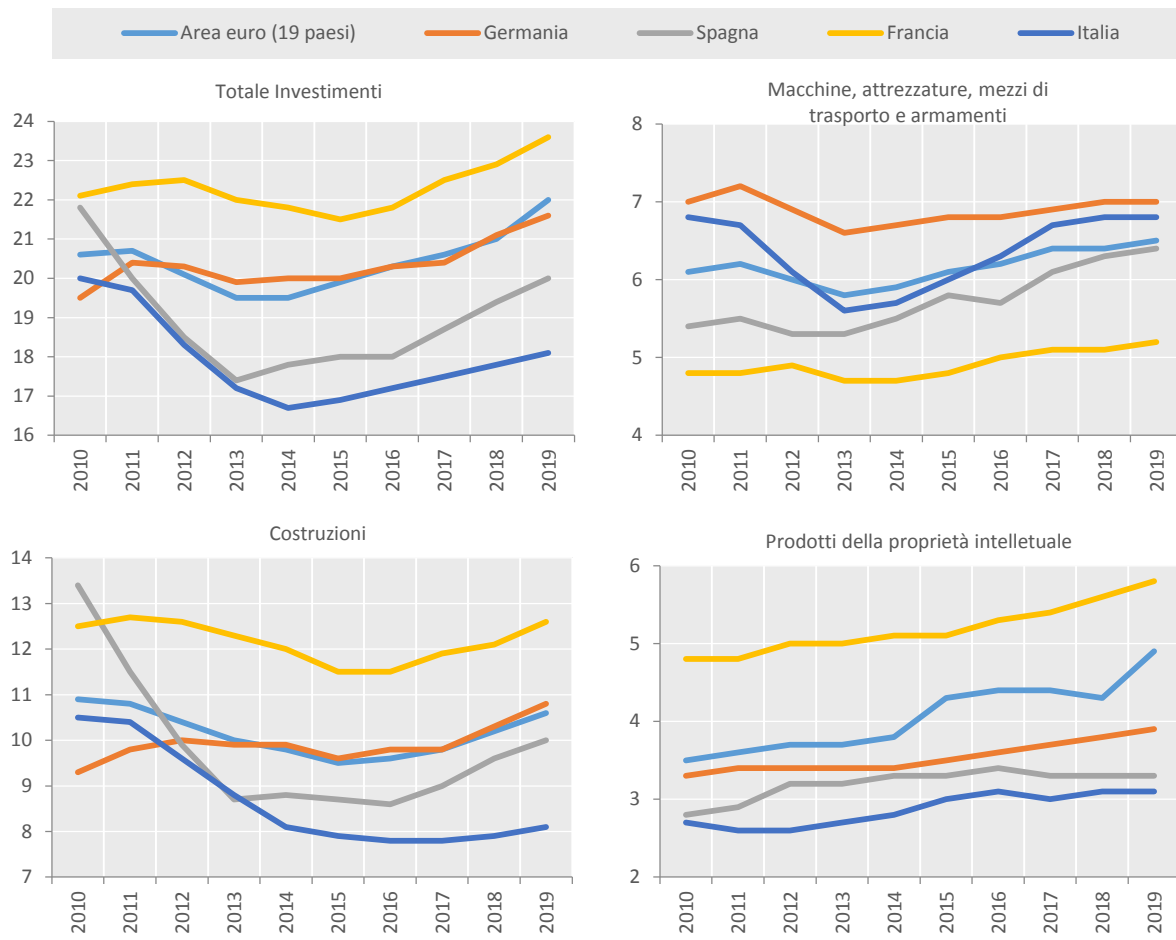 Area euro (19 paesi) Germania Spagna Francia Italia
Totale Investimenti
24
23
22
21
20
19
18
17
16
2010 2011 2012 2013 2014 2015 2016 2017 2018 2019
Macchine, attrezzature, mezzi di
trasporto e armamenti
8
7
6
5
4
2010 2011 2012 2013 2014 2015 2016 2017 2018 2019
Costruzioni
14
13
12
11
10
9
8
7
2010 2011 2012 2013 2014 2015 2016 2017 2018 2019
Prodotti della proprietà intelletuale
6
5
4
3
2
2010 2011 2012 2013 2014 2015 2016 2017 2018 2019